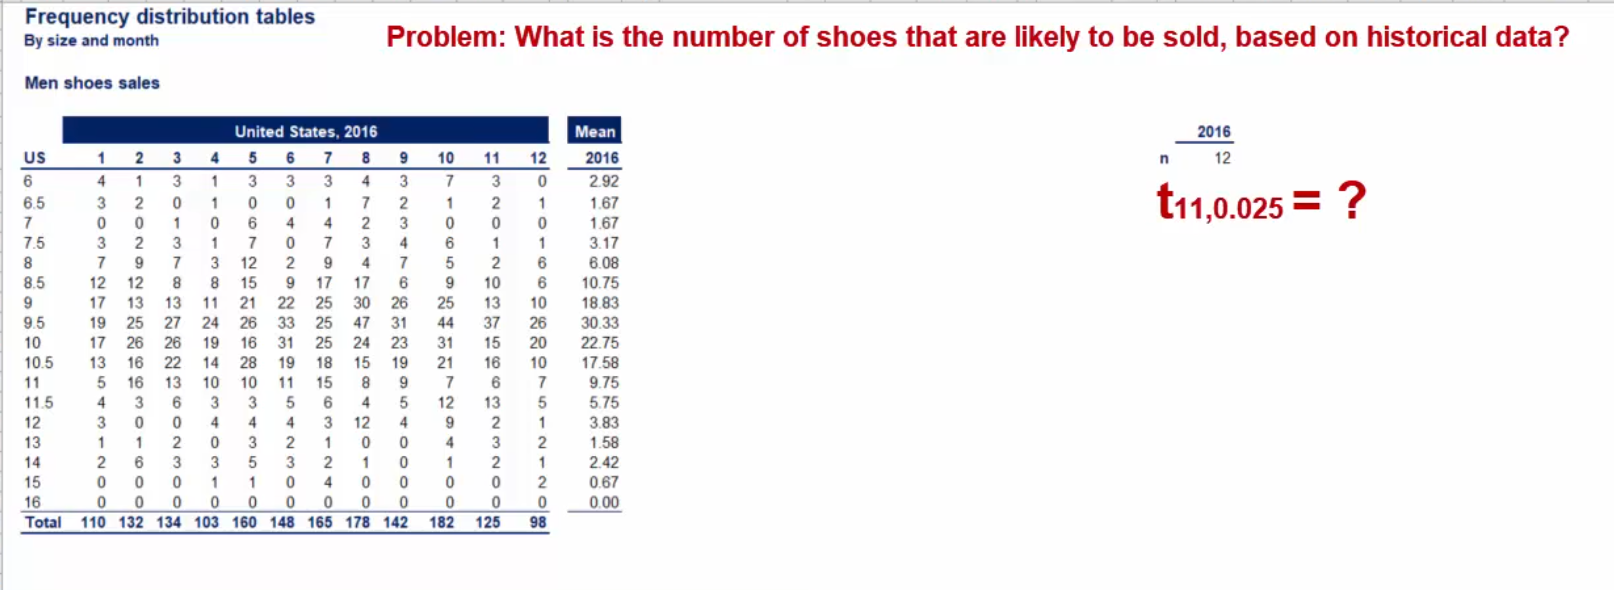 Frequency distribution tables
By size and month
Problem: What is the number of shoes that are likely to be sold, based on historical data?
Men shoes sales
United States, 2016 Mean
US 1 2 3 4 5 6 7 8 9 10 11 12 2016
6 4 1 3 1 3 3 3 4 3 7 3 0 2.92
6.5 3 2 0 1 0 0 1 7 2 1 2 1 1.67
7 0 0 1 0 6 4 4 2 3 0 0 0 1.67
7.5 3 2 3 1 7 0 7 3 4 6 1 1 3.17
8 7 9 7 3 12 2 9 4 7 5 2 6 6.08
8.5 12 12 8 8 15 9 17 17 6 9 10 6 10.75
9 17 13 13 11 21 22 25 30 26 25 13 10 18.83
9.5 19 25 27 24 26 33 25 47 31 44 37 26 30.33
10 17 26 26 19 16 31 25 24 23 31 15 20 22.75
10.5 13 16 22 14 28 19 18 15 19 21 16 10 17.58
11 5 16 13 10 10 11 15 8 9 7 6 7 9.75
11.5 4 3 6 3 3 5 6 4 5 12 13 5 5.75
12 3 0 0 4 4 4 3 12 4 9 2 1 3.83
13 1 1 2 0 3 2 1 0 0 4 3 2 1.58
14 2 6 3 3 5 3 2 1 0 1 2 1 2.42
15 0 0 0 1 1 0 4 0 0 0 0 2 0.67
16 0 0 0 0 0 0 0 0 0 0 0 0 0.00
Total 110 132 134 103 160 148 165 178 142 182 125 98
2016
n 12
t11,0.025 = ?